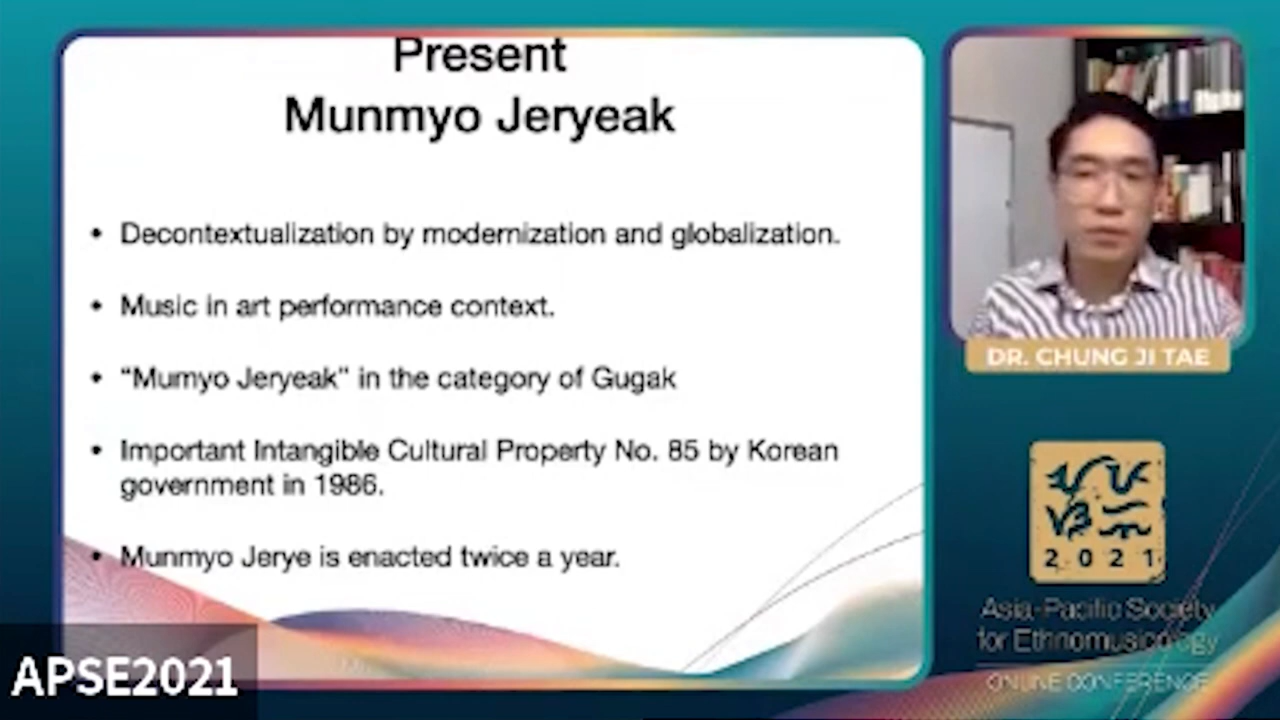 Present
Munmyo Jeryeak
• Decontextualization by modernization and globalization.
• Music in art performance context.
• “Mumyo Jeryeak” in the category of Gugak
• Important Intangible Cultural Property No. 85 by Korean
government in 1986.
• Munmyo Jerye is enacted twice a year.
APSE2021
DR. CHUNG JI TAE
2021
Asia-Pacific Society
for Ethnomusicology
ONLINE CONFERENCE